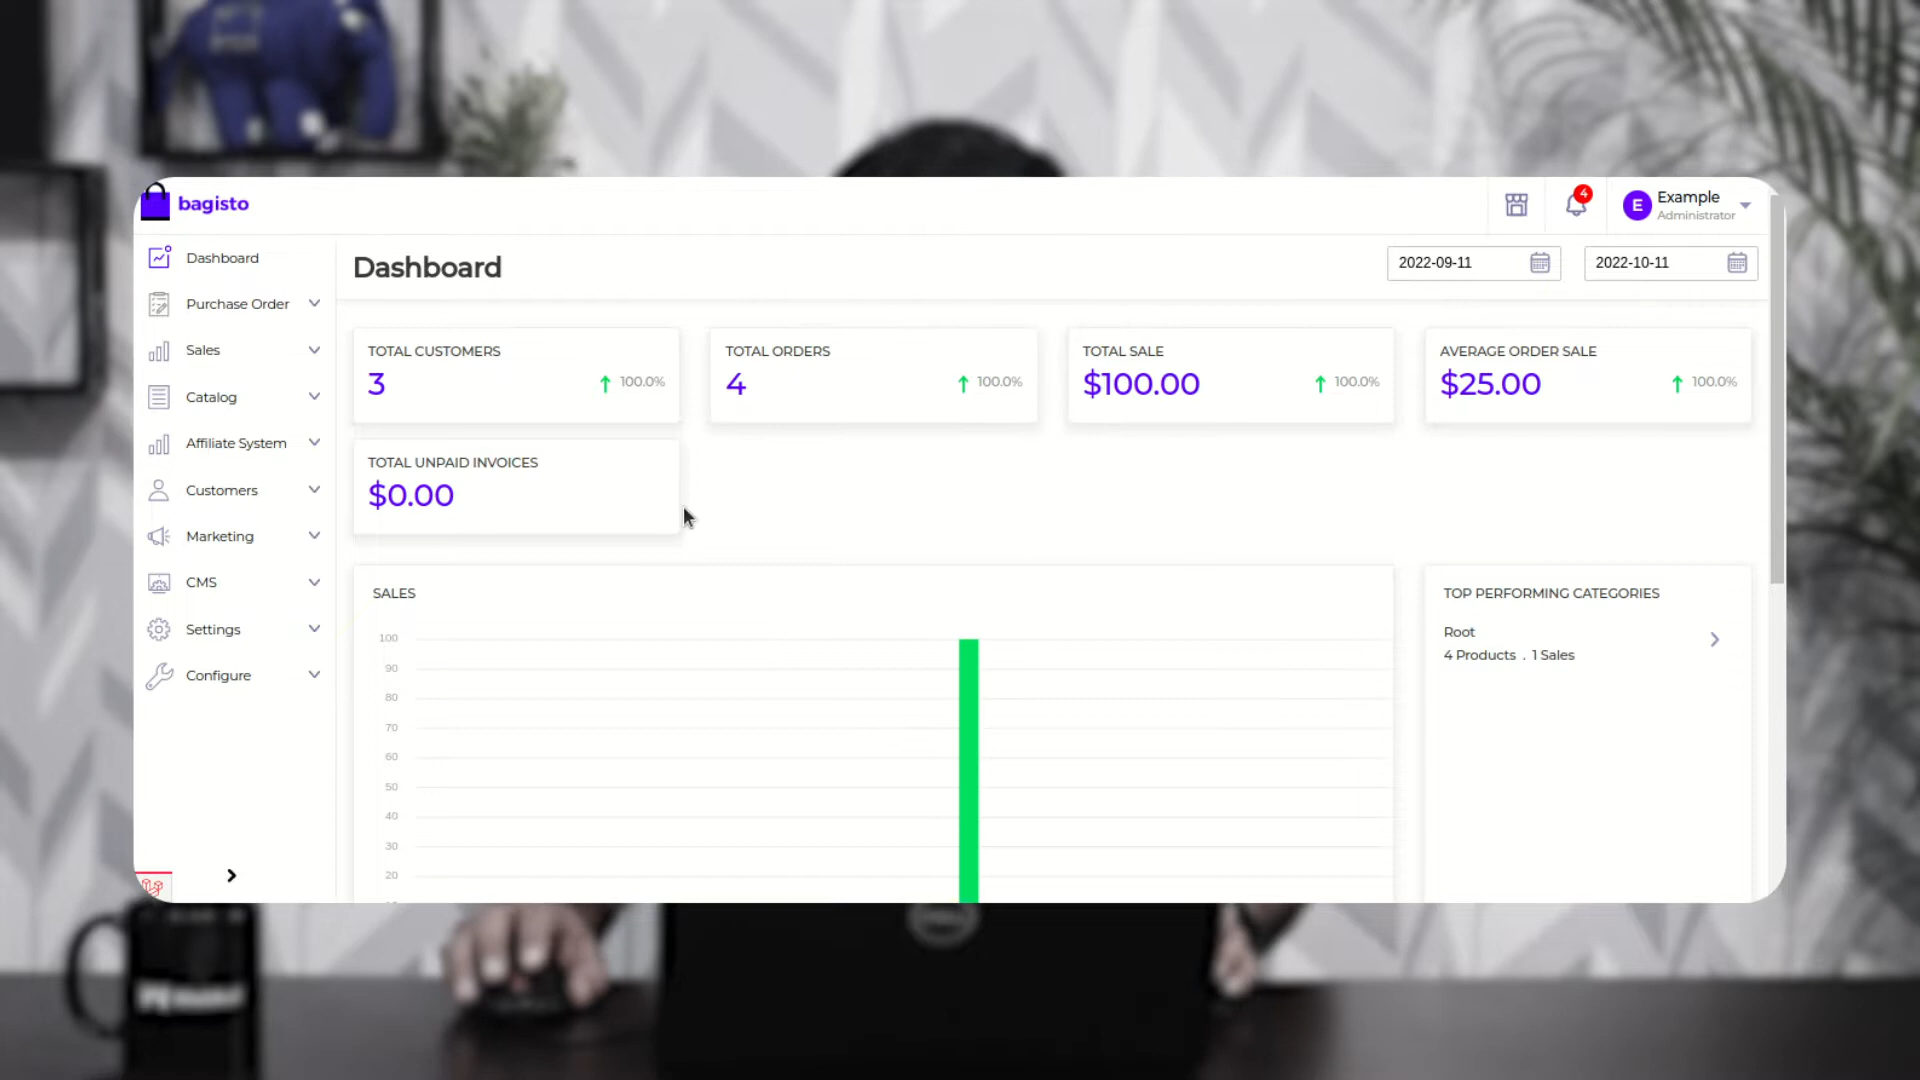 bagisto
4
E
Example
Administrator
Dashboard
Purchase Order
Sales
Catalog
Affiliate System
Customers
Marketing
CMS
Settings
Configure
Dashboard
2022-09-11
2022-10-11
TOTAL CUSTOMERS
3
100.0%
TOTAL ORDERS
4
100.0%
TOTAL SALE
$100.00
100.0%
AVERAGE ORDER SALE
$25.00
100.0%
TOTAL UNPAID INVOICES
$0.00
SALES
100
90
80
70
60
50
40
30
20
TOP PERFORMING CATEGORIES
Root
4 Products . 1 Sales